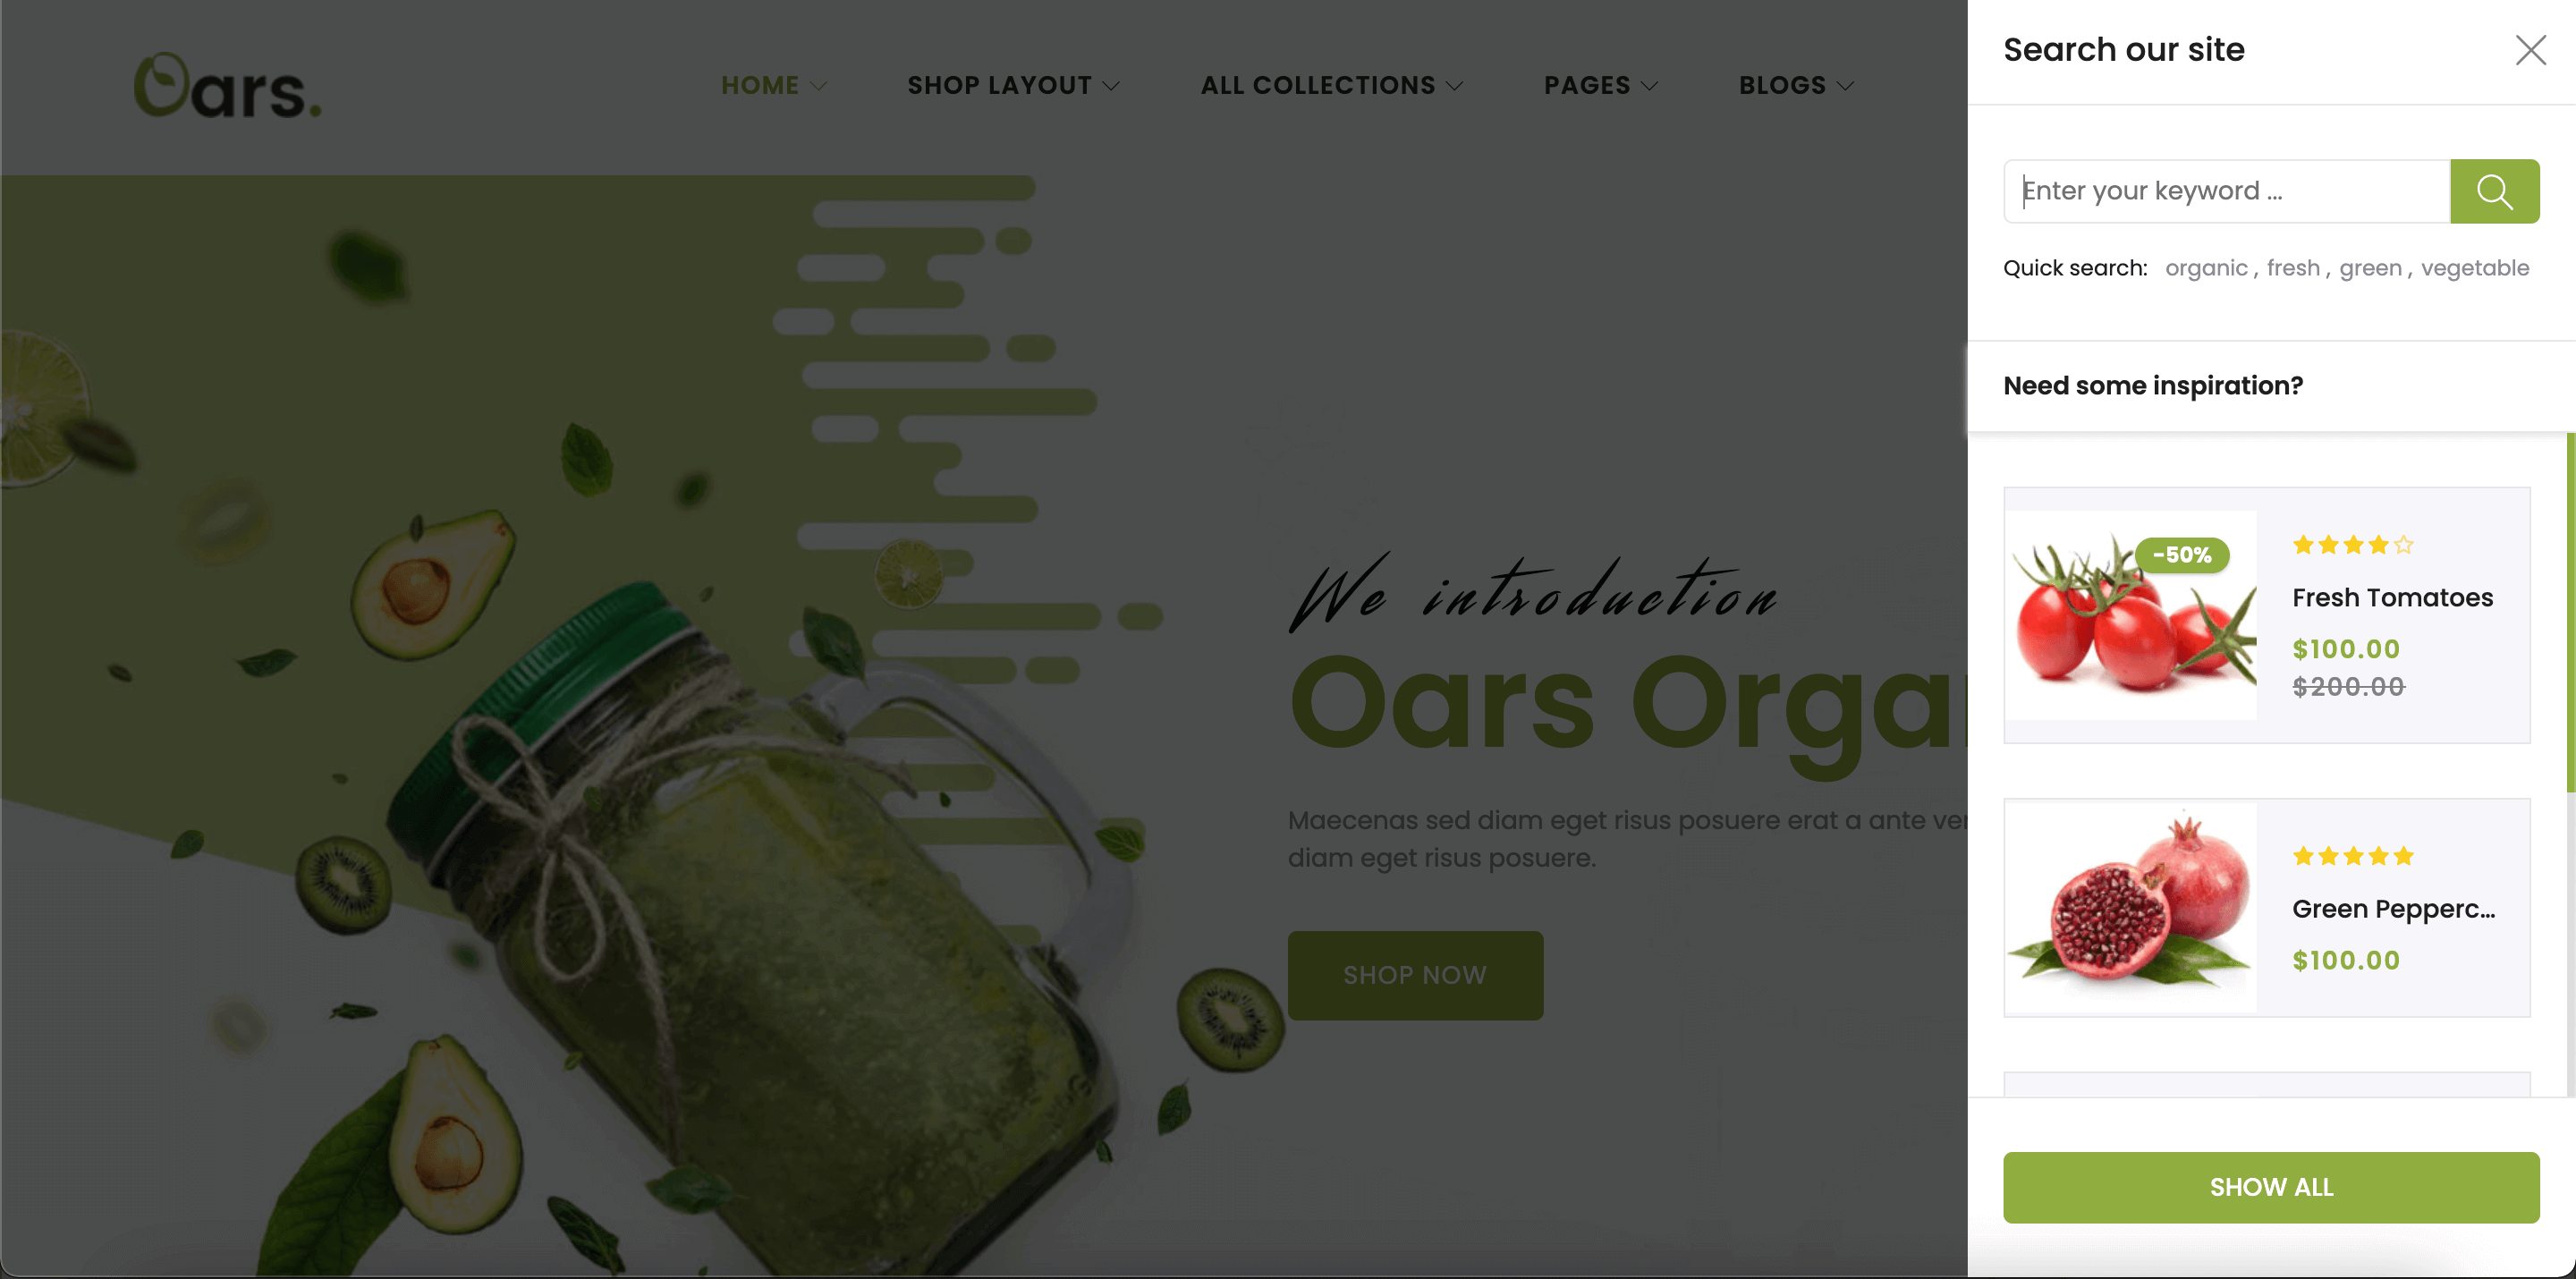 Oars.
HOME
SHOP LAYOUT
ALL COLLECTIONS
PAGES
BLOGS
We introduction
Oars Orga
Maecenas sed diam eget risus posuere erat a ante
diam eget risus posuere.
SHOP NOW
Search our site
Enter your keyword ...
Quick search: organic , fresh , green , vegetable
Need some inspiration?
-50%
Fresh Tomatoes
$100.00
$200.00
Green Pepperc...
$100.00
SHOW ALL